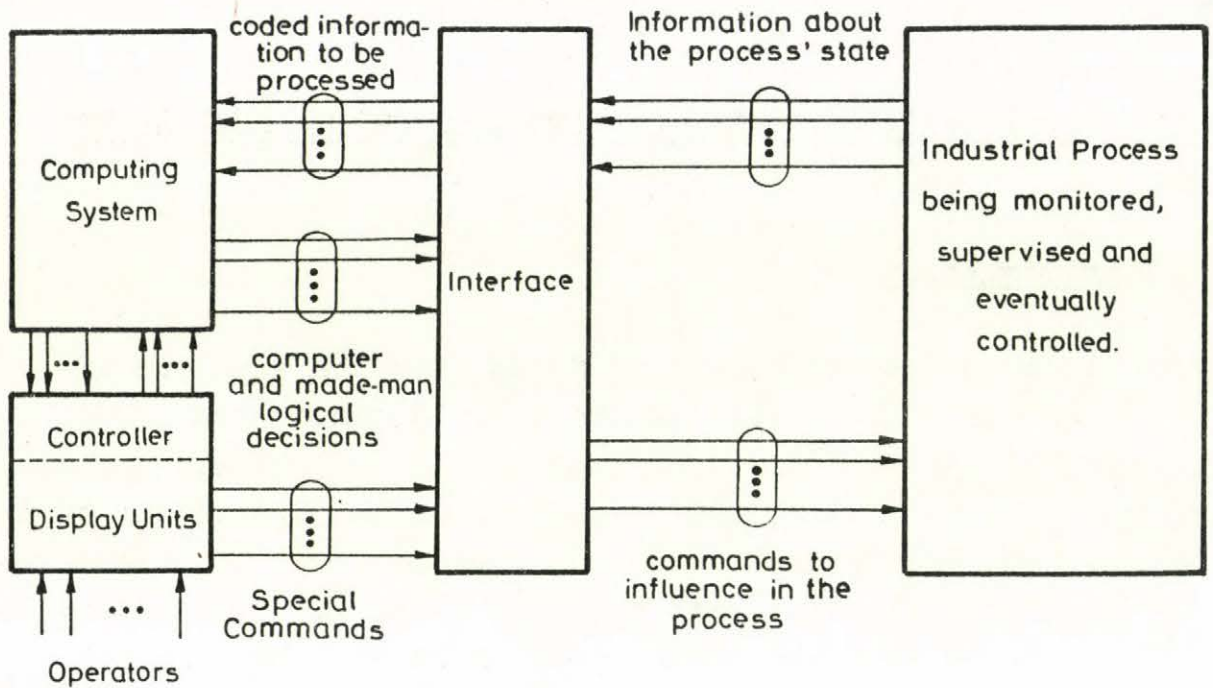 coded informa-
tion to be
processed
Information about
the process' state
Computing
System
Interface
Industrial Process
being monitored,
supervised and
eventually
controlled.
computer
and made-man
logical
decisions
Controller
Display Units
Special
Commands
commands to
influence in the
process
Operators